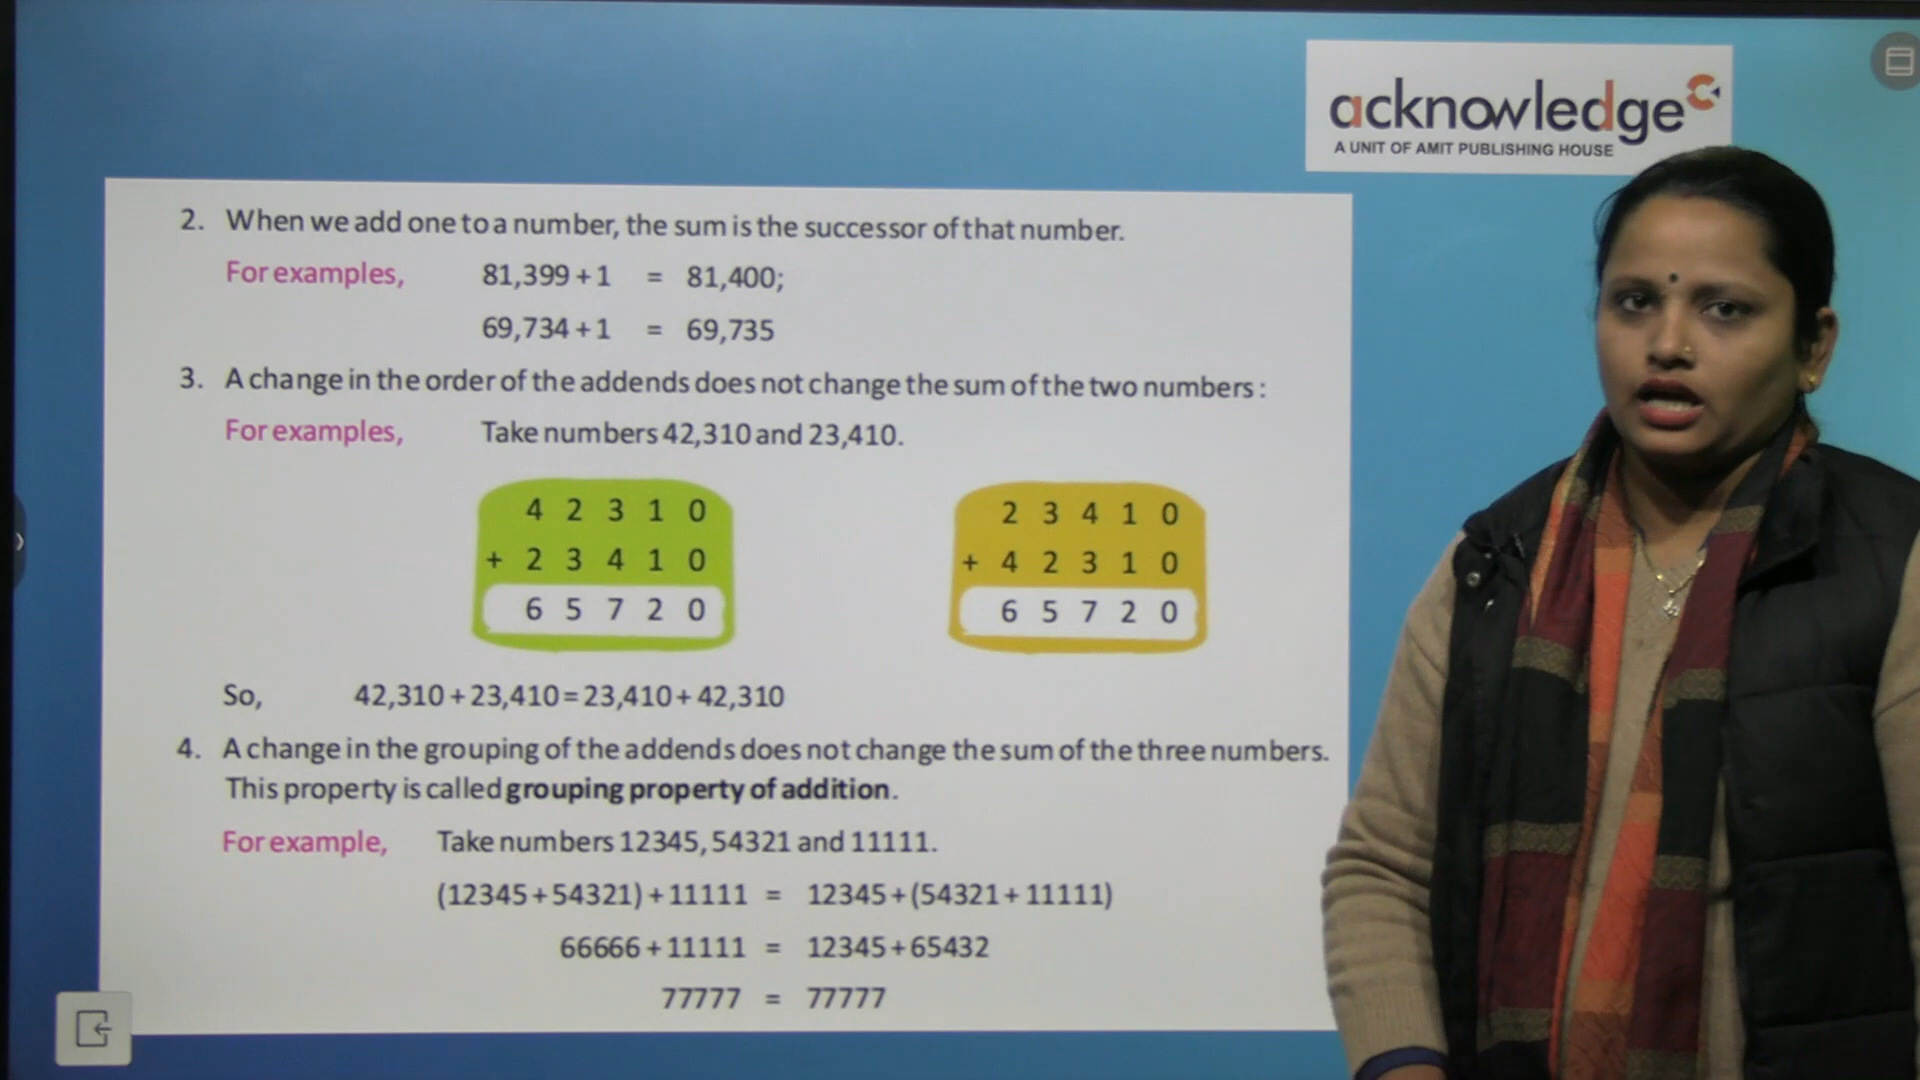 acknowledge
A UNIT OF AMIT PUBLISHING HOUSE
2. When we add one to a number, the sum is the successor of that number.
For examples, 81,399 + 1 = 81,400;
69,734 + 1 = 69,735
3. A change in the order of the addends does not change the sum of the two numbers :
For examples, Take numbers 42,310 and 23,410.
4 2 3 1 0
+ 2 3 4 1 0
6 5 7 2 0
2 3 4 1 0
+ 4 2 3 1 0
6 5 7 2 0
So, 42,310 + 23,410 = 23,410 + 42,310
4. A change in the grouping of the addends does not change the sum of the three numbers.
This property is called grouping property of addition.
For example, Take numbers 12345, 54321 and 11111.
(12345 + 54321) + 11111 = 12345 + (54321 + 11111)
66666 + 11111 = 12345 + 65432
77777 = 77777